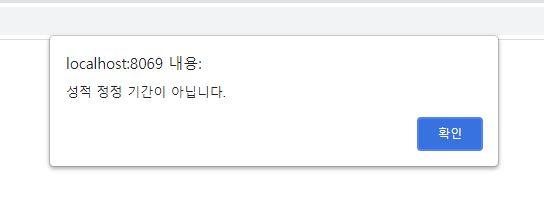 localhost:8069 내용:
성적 정정 기간이 아닙니다.
확인